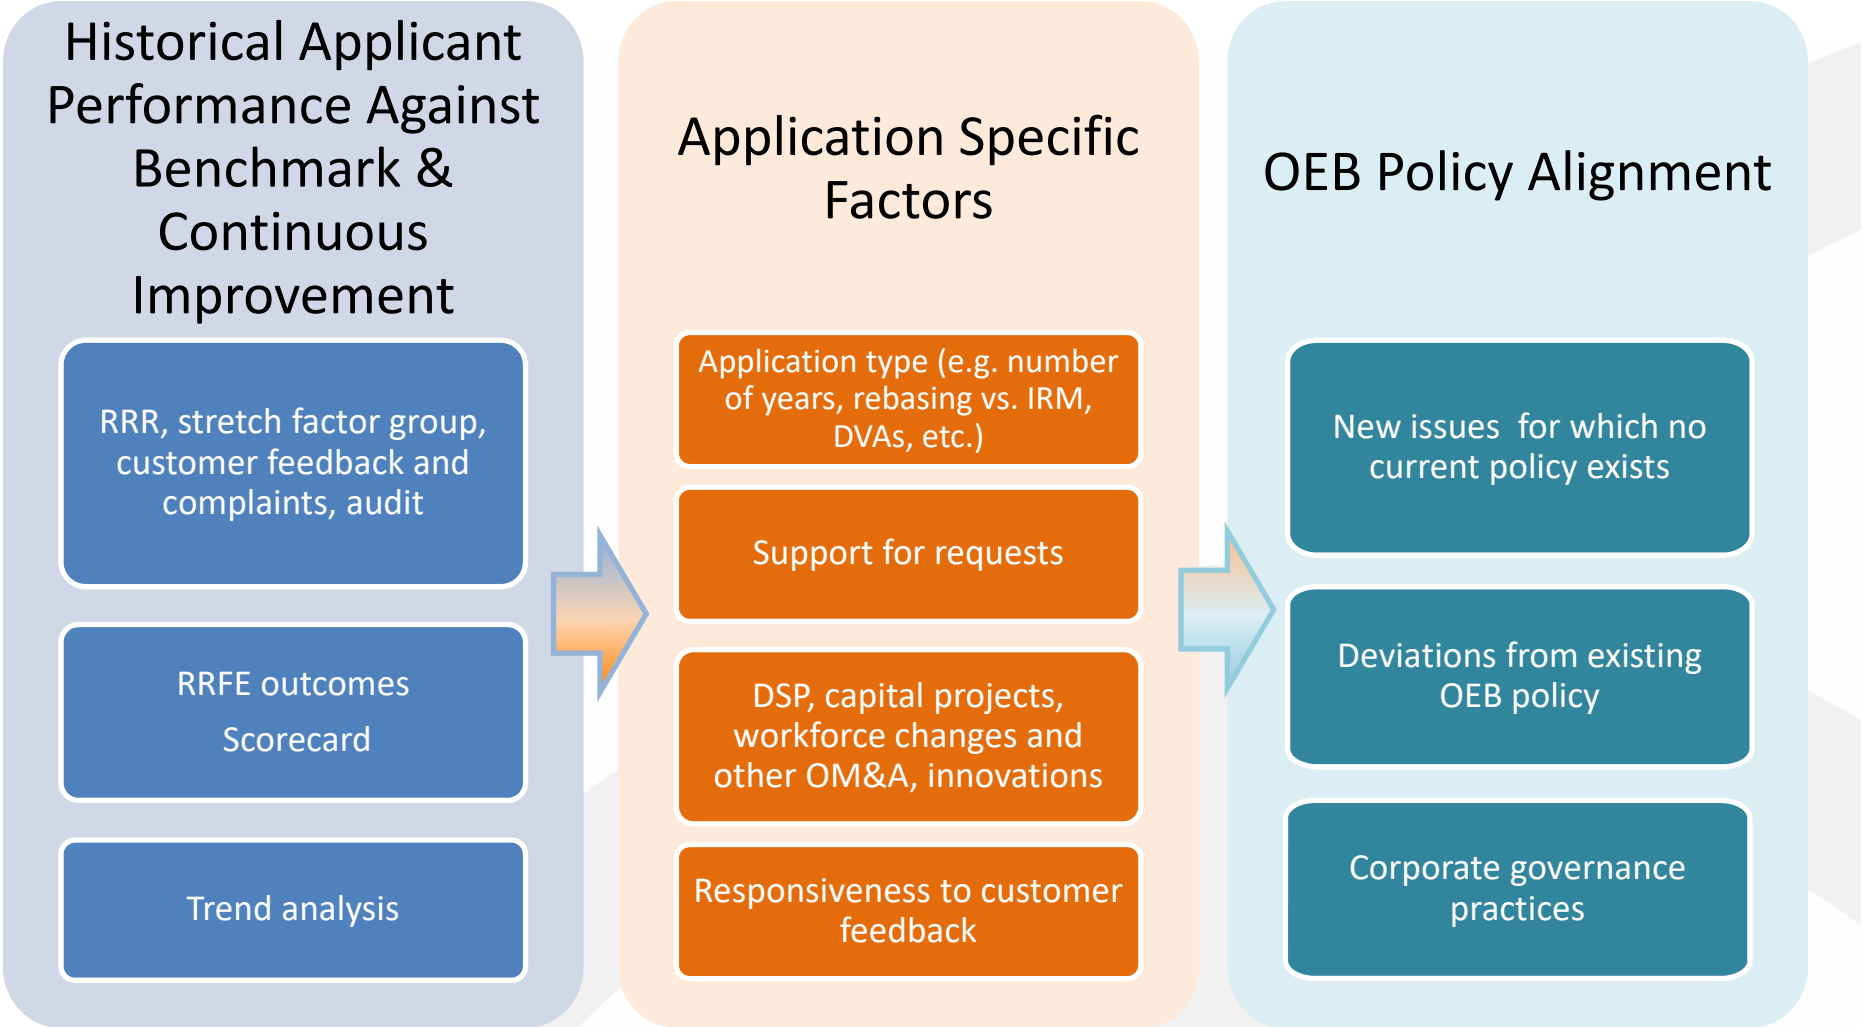 Historical Applicant
Performance Against
Benchmark &
Continuous
Improvement
RRR, stretch factor group,
customer feedback and
complaints, audit
RRFE outcomes
Scorecard
Trend analysis
Application Specific
Factors
Application type (e.g. number
of years, rebasing vs. IRM,
DVAs, etc.)
Support for requests
DSP, capital projects,
workforce changes and
other OM&A, innovations
Responsiveness to customer
feedback
OEB Policy Alignment
New issues  for which no
current policy exists
Deviations from existing
OEB policy
Corporate governance
practices